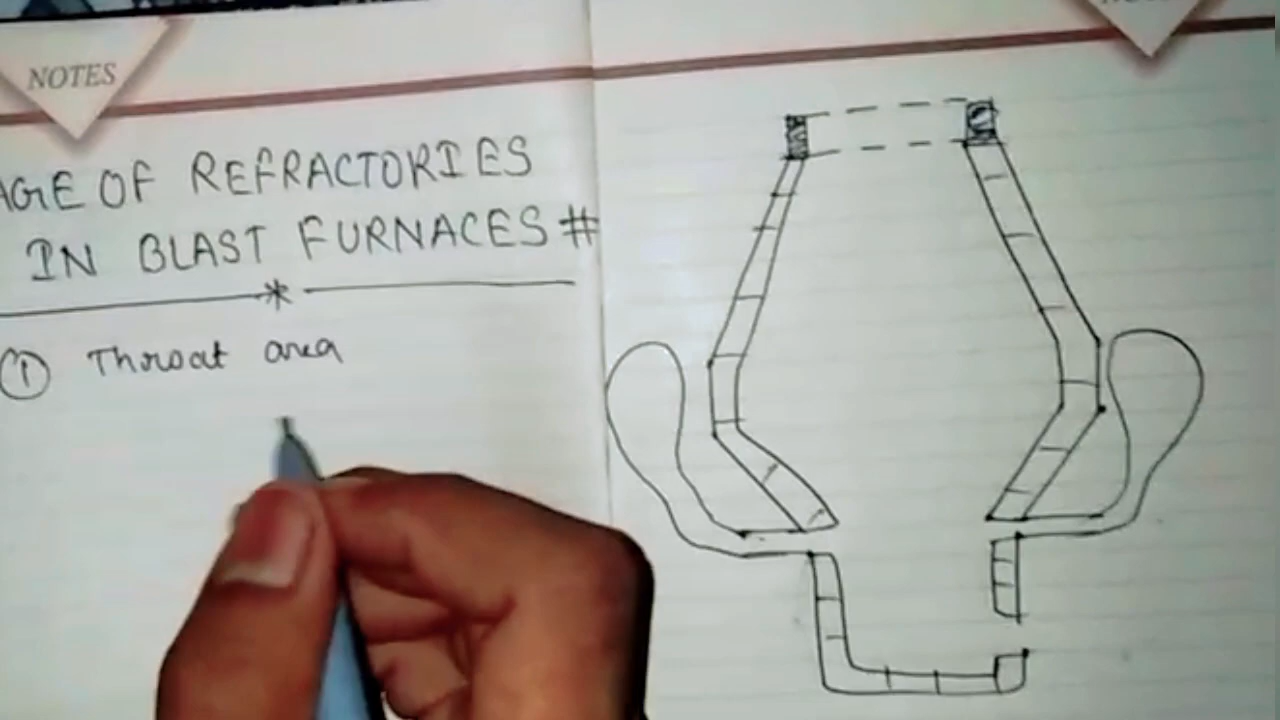 NOTES
AGE OF REFRACTORIES
IN BLAST FURNACES #
① Throat area